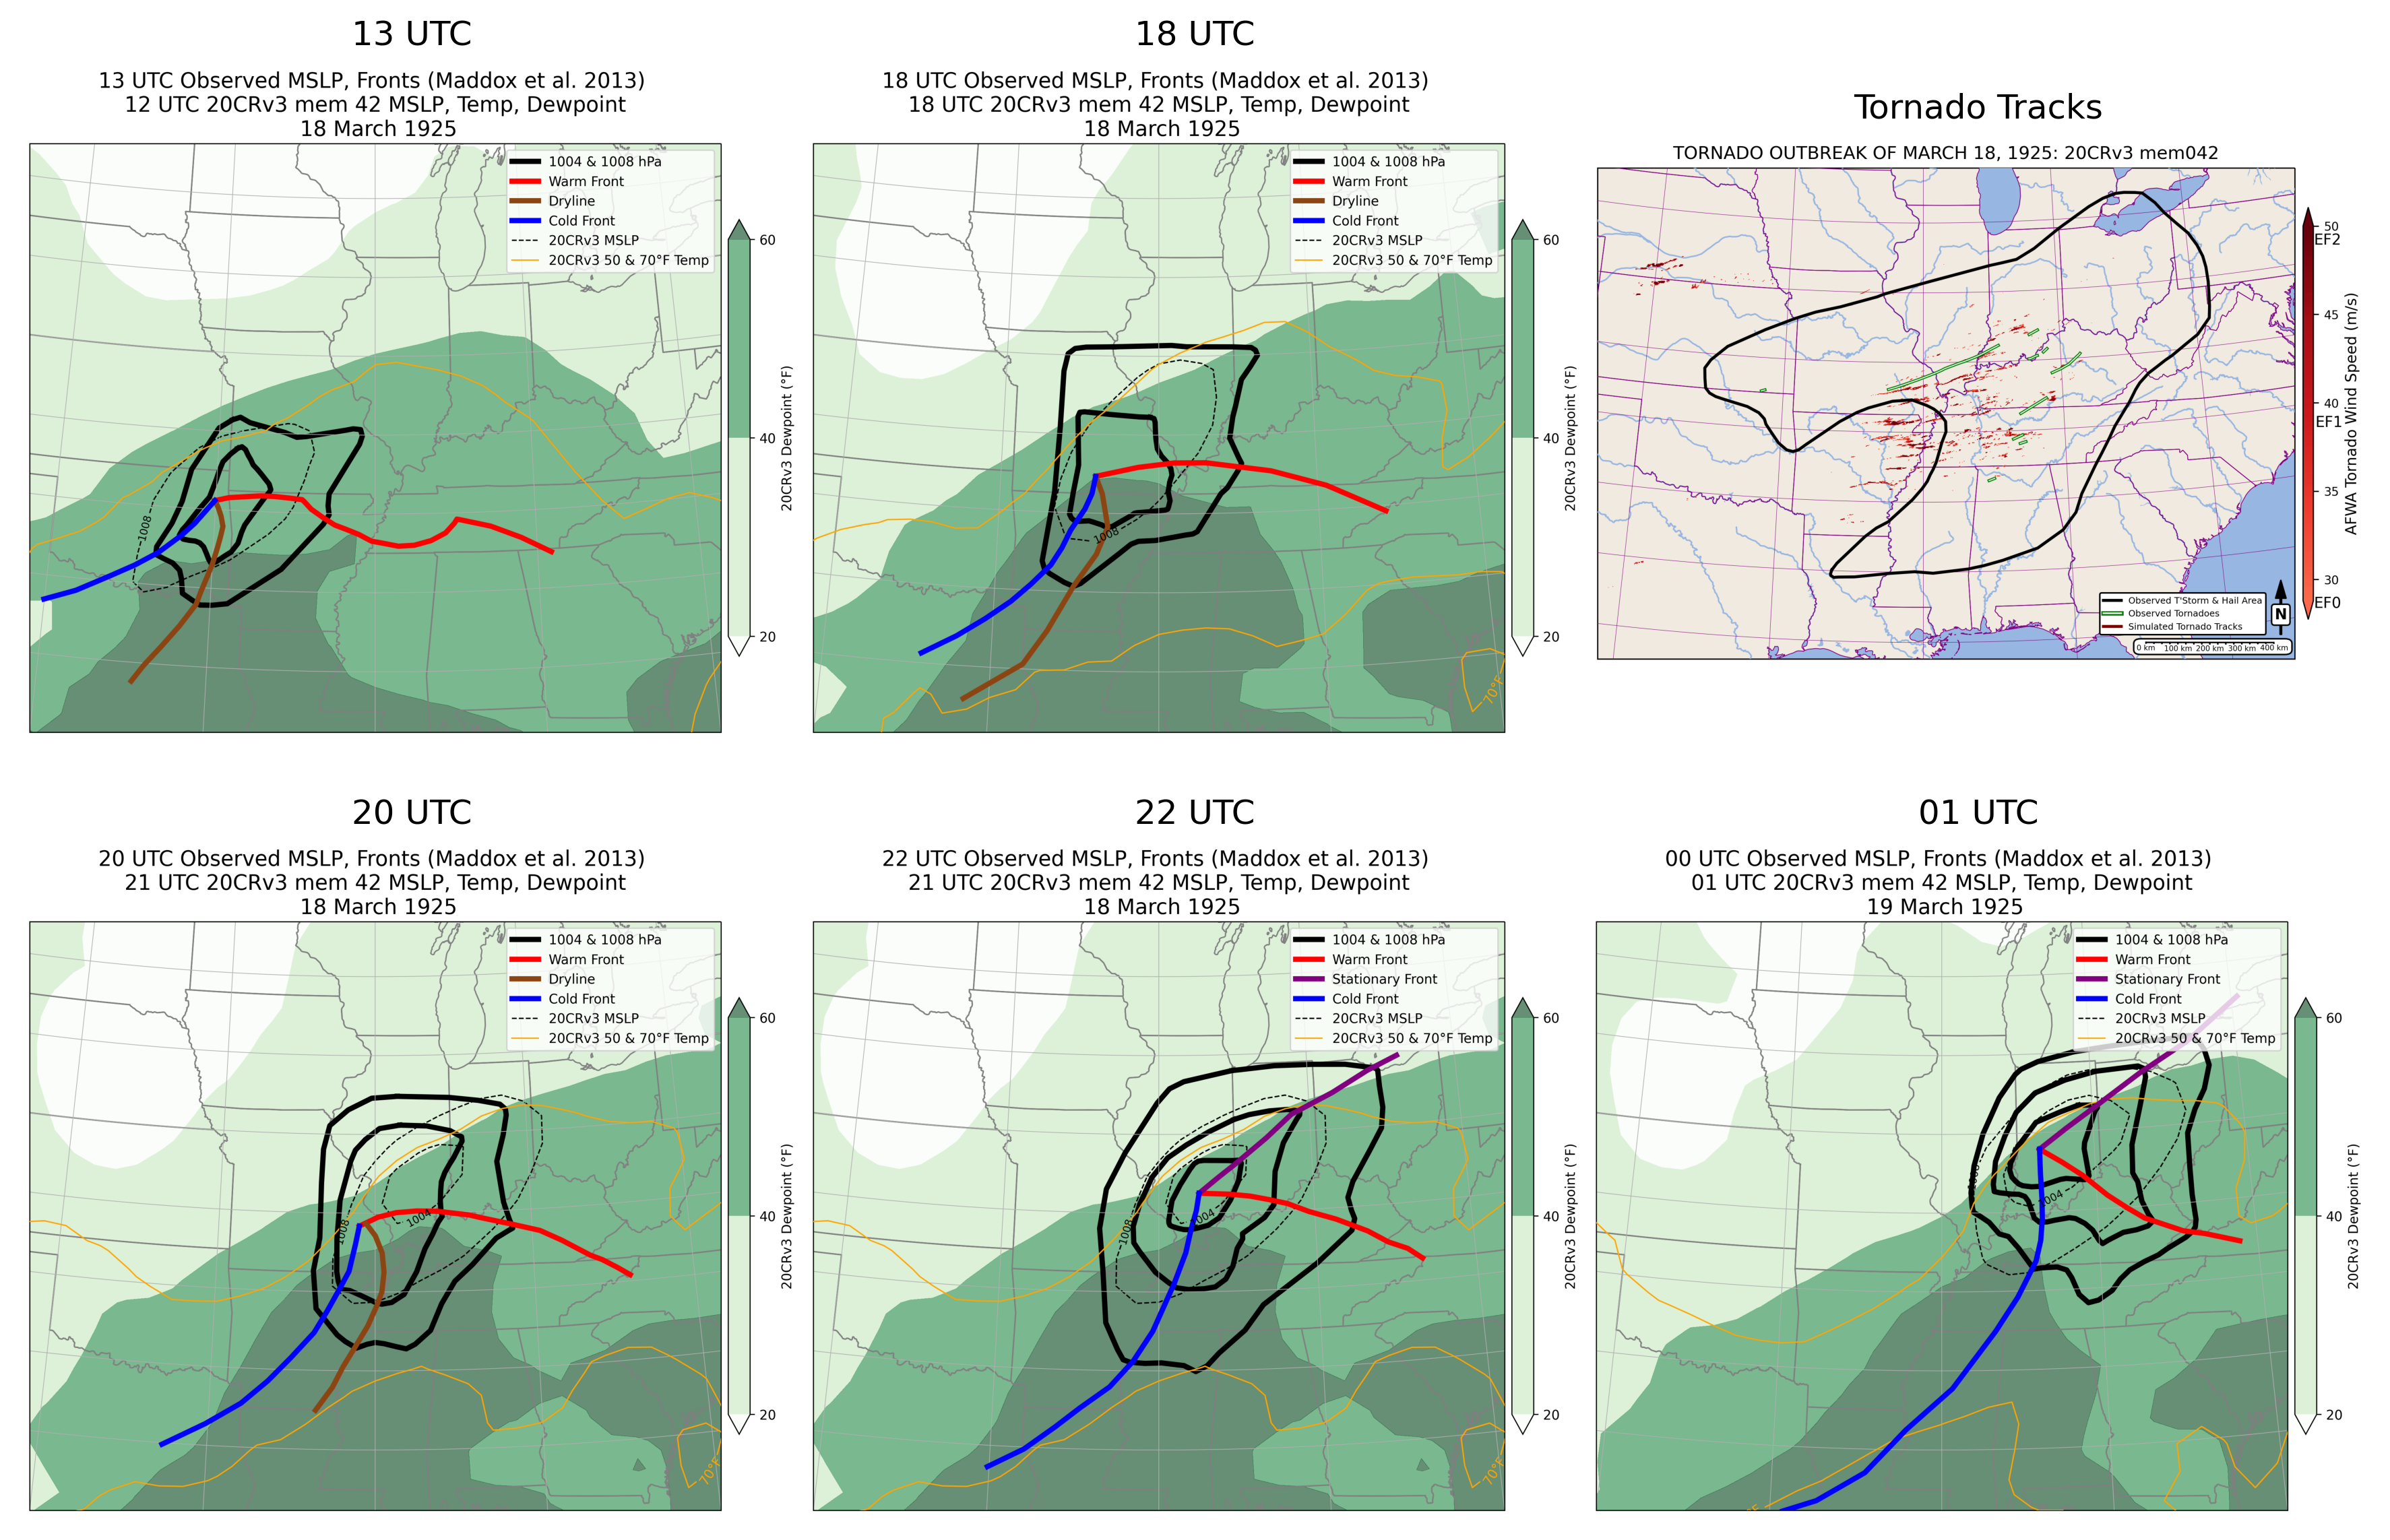 13 UTC
13 UTC Observed MSLP, Fronts (Maddox et al. 2013)
12 UTC 20CRv3 mem 42 MSLP, Temp, Dewpoint
18 March 1925
1004 & 1008 hPa
Warm Front
Dryline
Cold Front
20CRv3 MSLP
20CRv3 50 & 70°F Temp
1008
60
40
20
20CRv3 Dewpoint (°F)
18 UTC
18 UTC Observed MSLP, Fronts (Maddox et al. 2013)
18 UTC 20CRv3 mem 42 MSLP, Temp, Dewpoint
18 March 1925
1004 & 1008 hPa
Warm Front
Dryline
Cold Front
20CRv3 MSLP
20CRv3 50 & 70°F Temp
1008
70°F
60
40
20
20CRv3 Dewpoint (°F)
Tornado Tracks
TORNADO OUTBREAK OF MARCH 18, 1925: 20CRv3 mem042
Observed T'Storm & Hail Area
Observed Tornadoes
Simulated Tornado Tracks
N
0 km 100 km 200 km 300 km 400 km
50
EF2
45
40
EF1
35
30
EF0
AFWA Tornado Wind Speed (m/s)
20 UTC
20 UTC Observed MSLP, Fronts (Maddox et al. 2013)
21 UTC 20CRv3 mem 42 MSLP, Temp, Dewpoint
18 March 1925
1004 & 1008 hPa
Warm Front
Dryline
Cold Front
20CRv3 MSLP
20CRv3 50 & 70°F Temp
1008
1004
70°F
60
40
20
20CRv3 Dewpoint (°F)
22 UTC
22 UTC Observed MSLP, Fronts (Maddox et al. 2013)
21 UTC 20CRv3 mem 42 MSLP, Temp, Dewpoint
18 March 1925
1004 & 1008 hPa
Warm Front
Stationary Front
Cold Front
20CRv3 MSLP
20CRv3 50 & 70°F Temp
1008
70°F
60
40
20
20CRv3 Dewpoint (°F)
01 UTC
00 UTC Observed MSLP, Fronts (Maddox et al. 2013)
01 UTC 20CRv3 mem 42 MSLP, Temp, Dewpoint
19 March 1925
1004 & 1008 hPa
Warm Front
Stationary Front
Cold Front
20CRv3 MSLP
20CRv3 50 & 70°F Temp
1004
60
40
20
20CRv3 Dewpoint (°F)